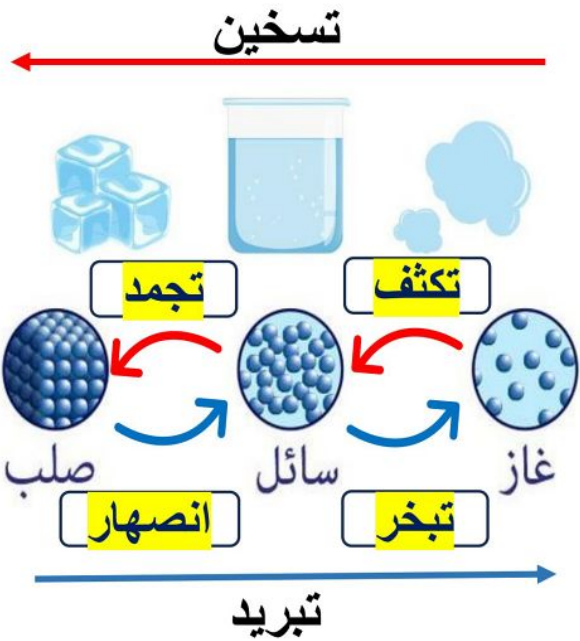 تسخين
تكثف
تجمد
غاز
سائل
صلب
تبخر
انصهار
تبريد